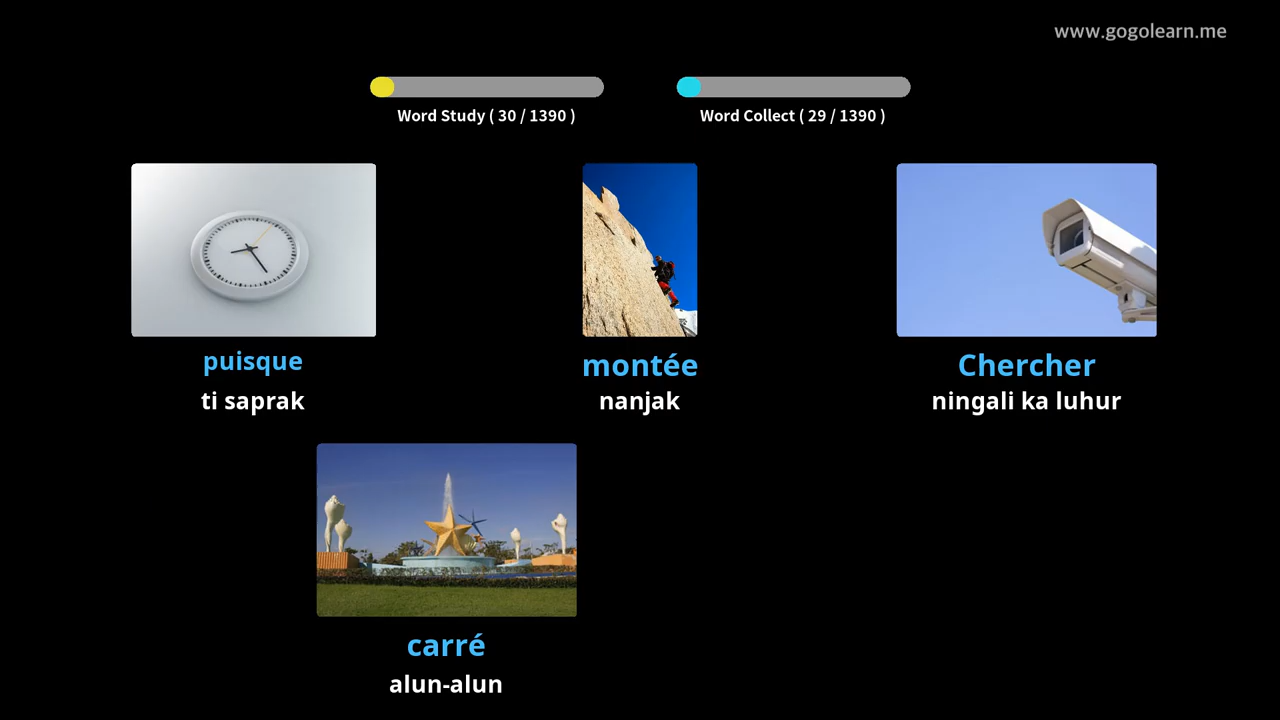 www.gogolearn.me
Word Study ( 30 / 1390 )
Word Collect ( 29 / 1390 )
puisque
ti saprak
montée
nanjak
Chercher
ningali ka luhur
carré
alun-alun